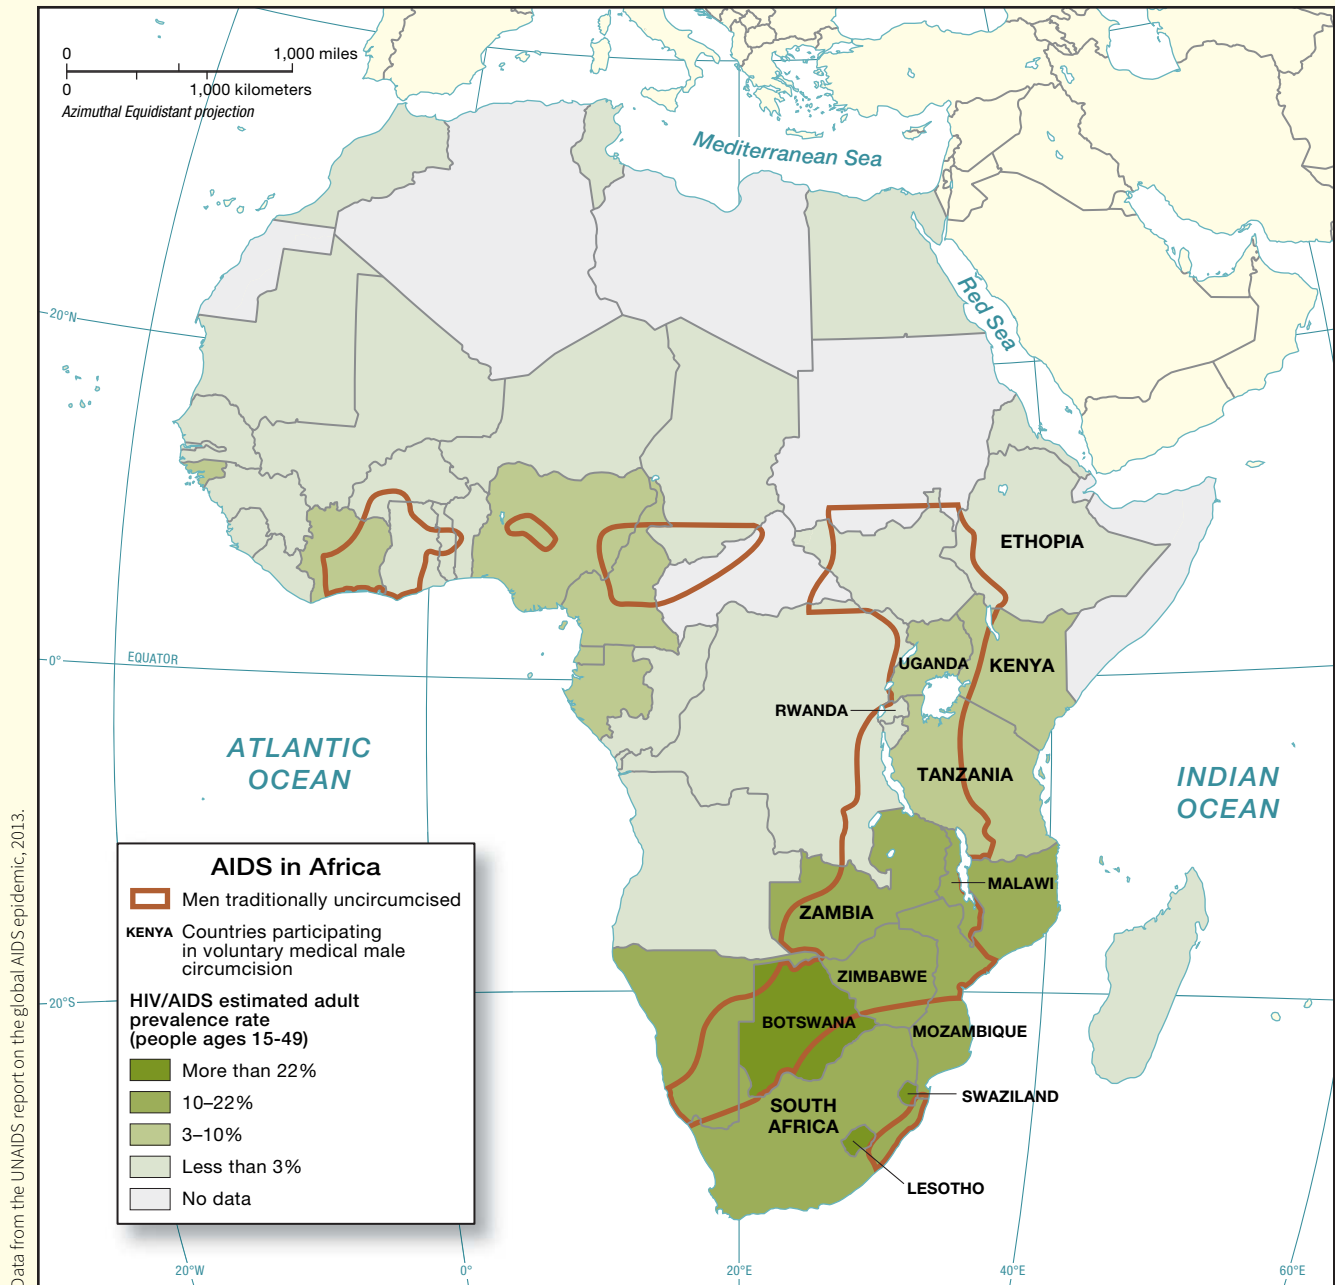 0
1,000 miles
0
1,000 kilometers
Azimuthal Equidistant projection
Mediterranean Sea
Red Sea
20°N
ETHIOPIA
0°
EQUATOR
UGANDA
KENYA
RWANDA
ATLANTIC
OCEAN
TANZANIA
INDIAN
OCEAN
MALAWI
ZAMBIA
ZIMBABWE
20°S
BOTSWANA
MOZAMBIQUE
SWAZILAND
SOUTH
AFRICA
LESOTHO
AIDS in Africa
Men traditionally uncircumcised
KENYA Countries participating
in voluntary medical male
circumcision
HIV/AIDS estimated adult
prevalence rate
(people ages 15-49)
More than 22%
10–22%
3–10%
Less than 3%
No data
20°W
0°
20°E
40°E
60°E
Data from the UNAIDS report on the global AIDS epidemic, 2013.